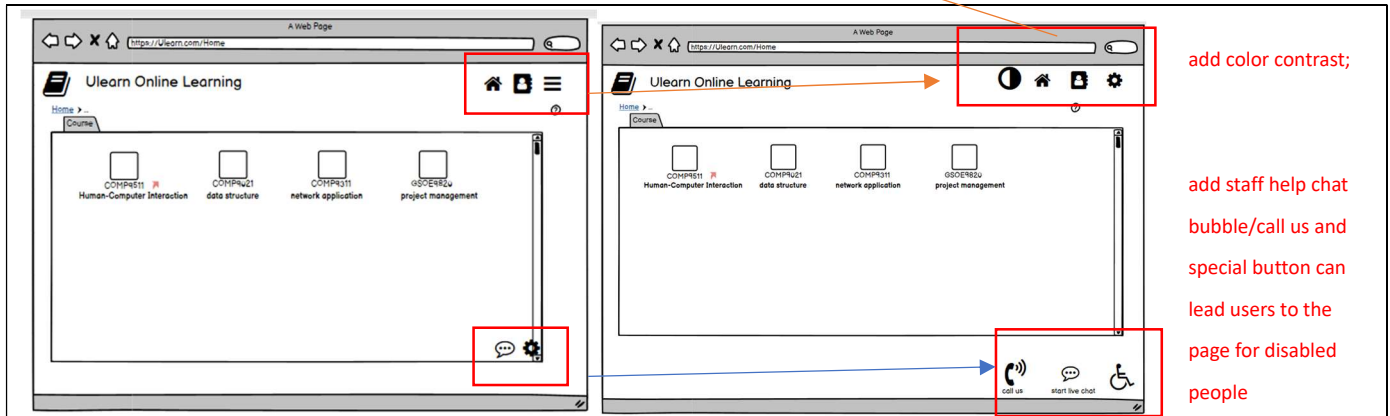 A Web Page
https://Ulearn.com/Home
Ulearn Online Learning
Home > ..
Course
COMP9511
Human-Computer Interaction
COMP9021
data structure
COMP9311
network application
GSOE9820
project management
A Web Page
https://Ulearn.com/Home
Ulearn Online Learning
Home > ..
Course
COMP9511
Human-Computer Interaction
COMP9021
data structure
COMP9311
network application
GSOE9820
project management
call us
start live chat
add color contrast;
add staff help chat
bubble/call us and
special button can
lead users to the
page for disabled
people